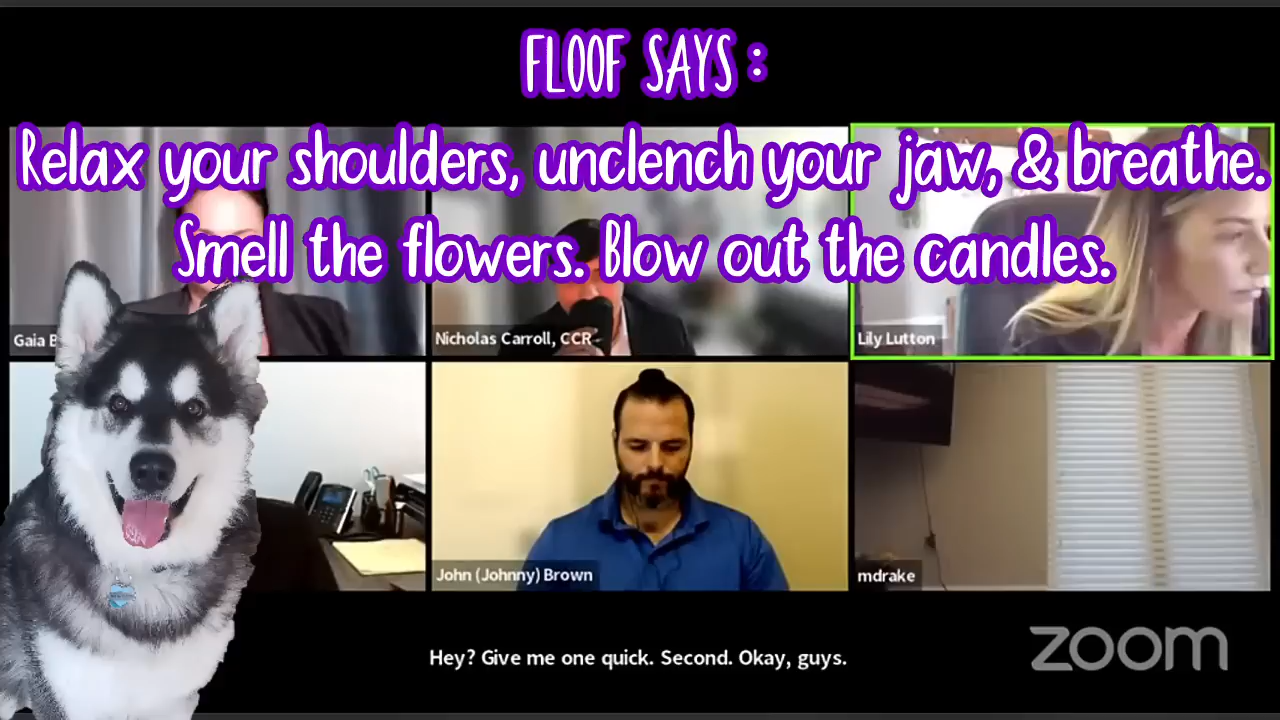 FLOOF SAYS :
Relax your shoulders, unclench your jaw, & breathe.
Smell the flowers. Blow out the candles.
Gaia B
Nicholas Carroll, CCR
Lily Lutton
John (Johnny) Brown
mdrake
Hey? Give me one quick. Second. Okay, guys.
zoom